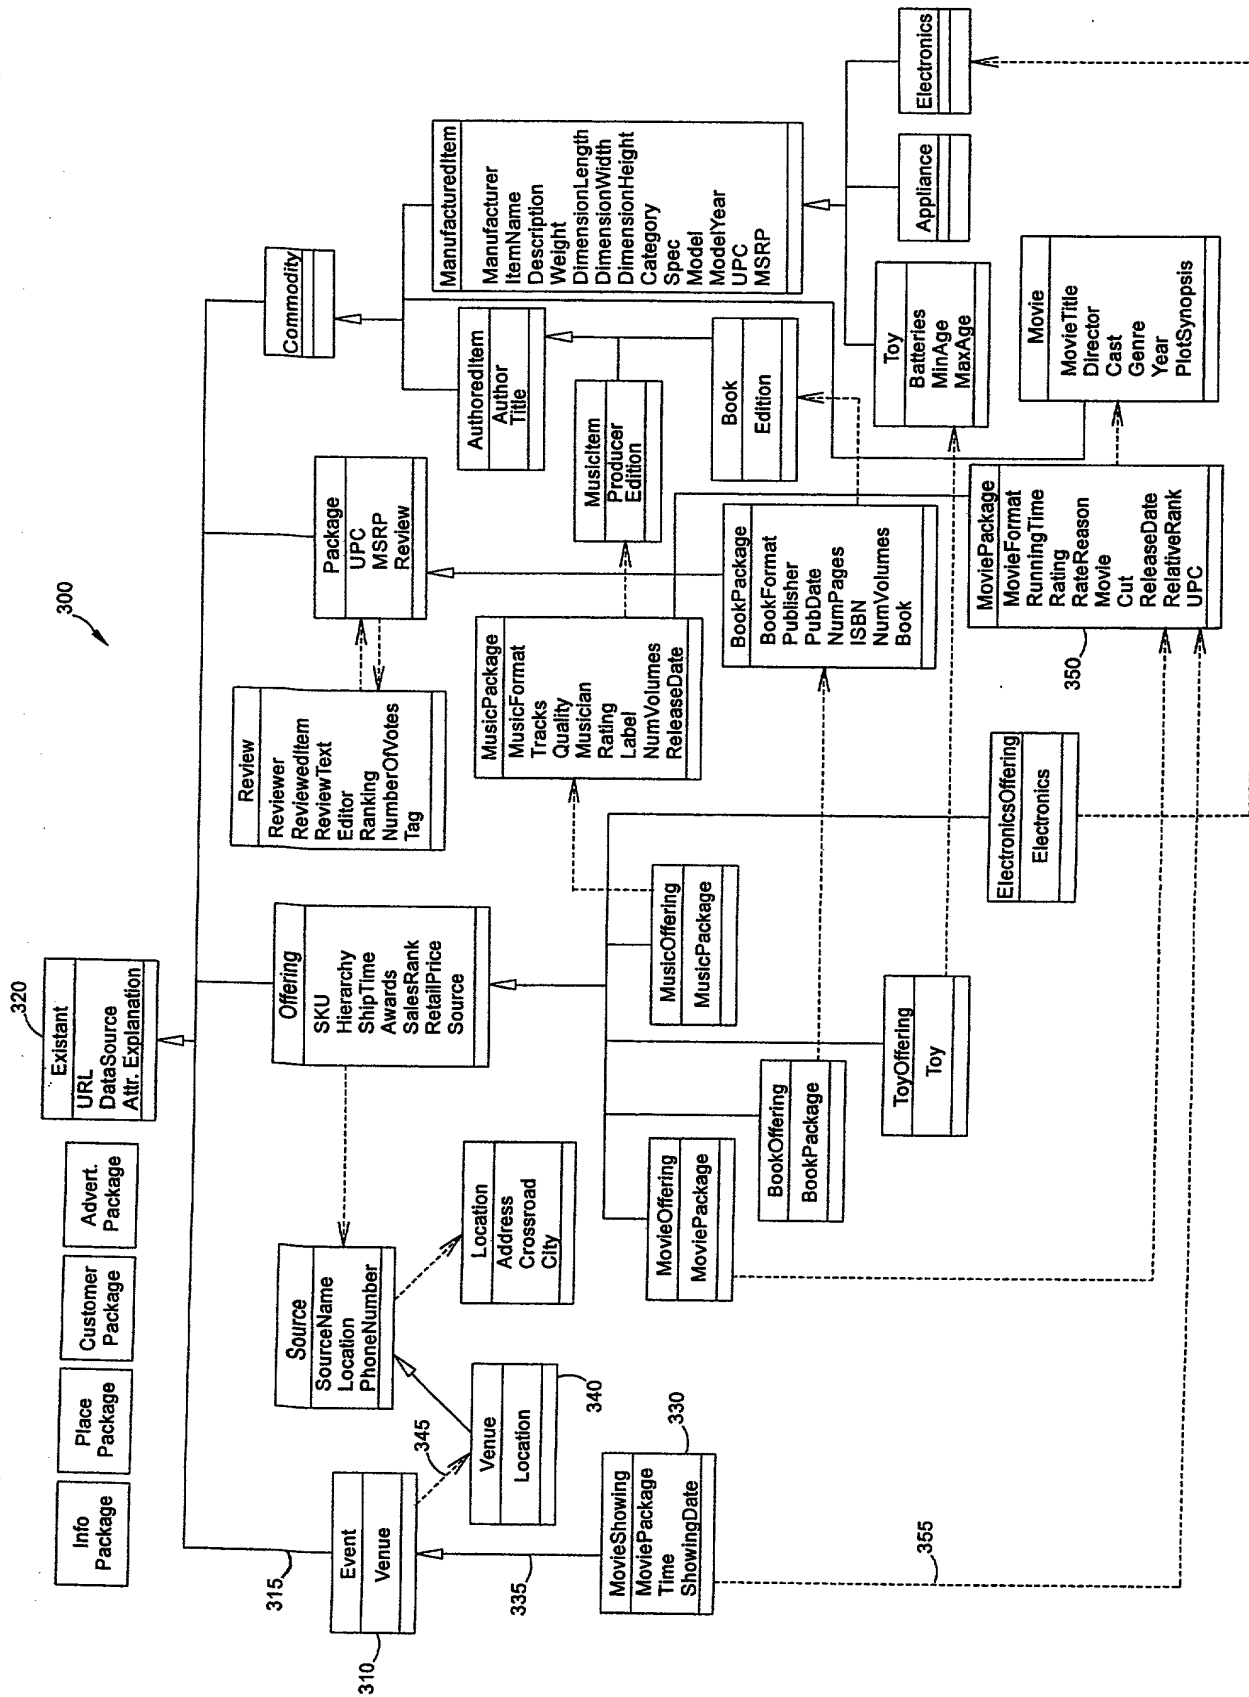 300
Info
Package
Place
Package
Customer
Package
Advert.
Package
320
Existant
URL
DataSource
Attr. Explanation
315
310
Event
Venue
345
Venue
Location
340
Source
SourceName
Location
PhoneNumber
Location
Address
Crossroad
City
335
MovieShowing
MoviePackage
Time
ShowingDate
330
355
Offering
SKU
Hierarchy
ShipTime
Awards
SalesRank
RetailPrice
Source
MovieOffering
MoviePackage
BookOffering
BookPackage
ToyOffering
Toy
MusicOffering
MusicPackage
ElectronicsOffering
Electronics
Review
Reviewer
ReviewedItem
ReviewText
Editor
Ranking
NumberOfVotes
Tag
Package
UPC
MSRP
Review
MusicPackage
MusicFormat
Tracks
Quality
Musician
Rating
Label
NumVolumes
ReleaseDate
BookPackage
BookFormat
Publisher
PubDate
NumPages
ISBN
NumVolumes
Book
MoviePackage
MovieFormat
RunningTime
Rating
RateReason
Movie
Cut
ReleaseDate
RelativeRank
UPC
350
Commodity
AuthoredItem
Author
Title
MusicItem
Producer
Edition
Book
Edition
ManufacturedItem
Manufacturer
ItemName
Description
Weight
DimensionLength
DimensionWidth
DimensionHeight
Category
Spec
Model
ModelYear
UPC
MSRP
Toy
Batteries
MinAge
MaxAge
Appliance
Electronics
Movie
MovieTitle
Director
Cast
Genre
Year
PlotSynopsis